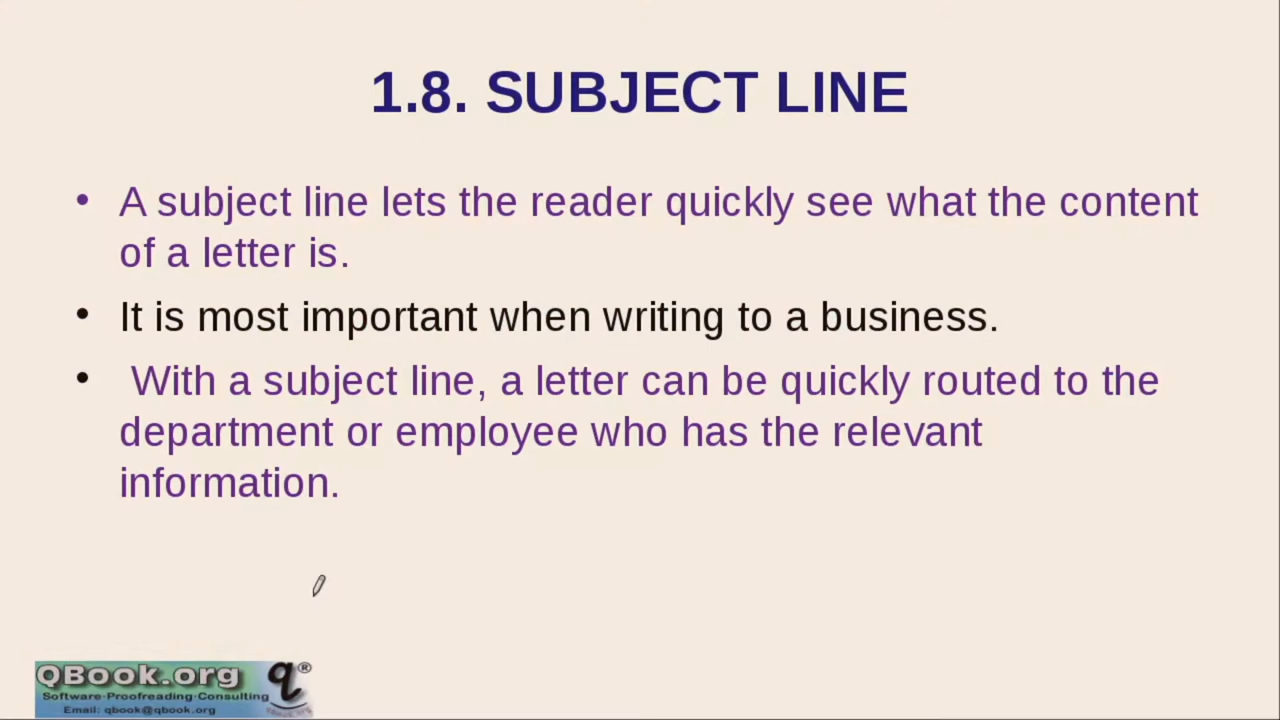 1.8. SUBJECT LINE
• A subject line lets the reader quickly see what the content
of a letter is.
• It is most important when writing to a business.
• With a subject line, a letter can be quickly routed to the
department or employee who has the relevant
information.
QBook.org q®
Software-Proofreading-Consulting
Email: qbook@qbook.org